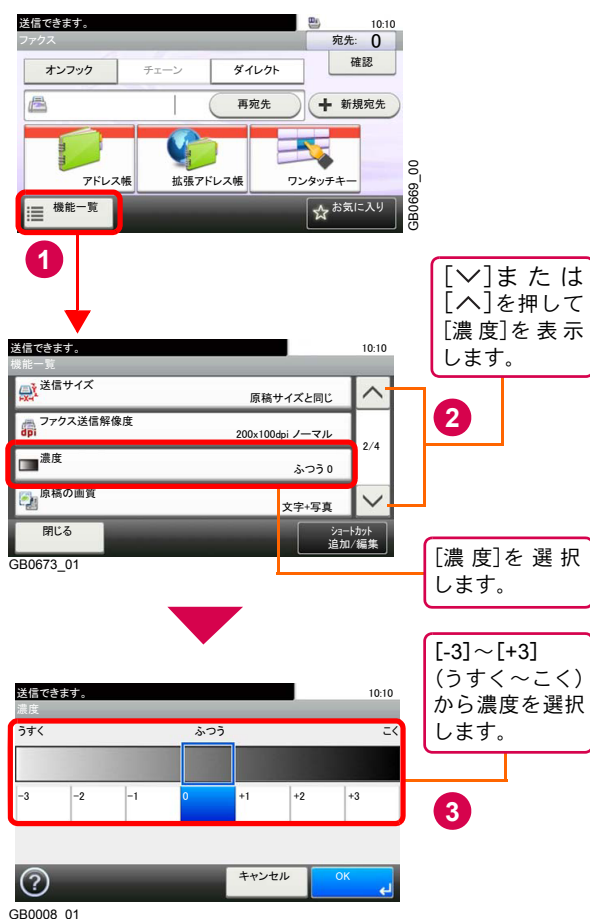 送信できます。 10:10
ファクス 宛先: 0
オンフック チェーン ダイレクト 確認
再宛先 + 新規宛先
アドレス帳 拡張アドレス帳 ワンタッチキー
機能一覧 お気に入り
GB0669_00
1
[∨]または
[∧]を押して
[濃度]を表示
します。
送信できます。 10:10
機能一覧
送信サイズ
原稿サイズと同じ
2
ファクス送信解像度
dpi
200x100dpi ノーマル
2/4
濃度
ふつう 0
原稿の画質
文字+写真
閉じる
ショートカット
追加/編集
GB0673_01
[濃度]を選択
します。
[-3]～[+3]
(うすく～こく)
から濃度を選択
します。
送信できます。 10:10
濃度
うすく ふつう こく
-3 -2 -1 0 +1 +2 +3
3
? キャンセル OK
GB0008_01